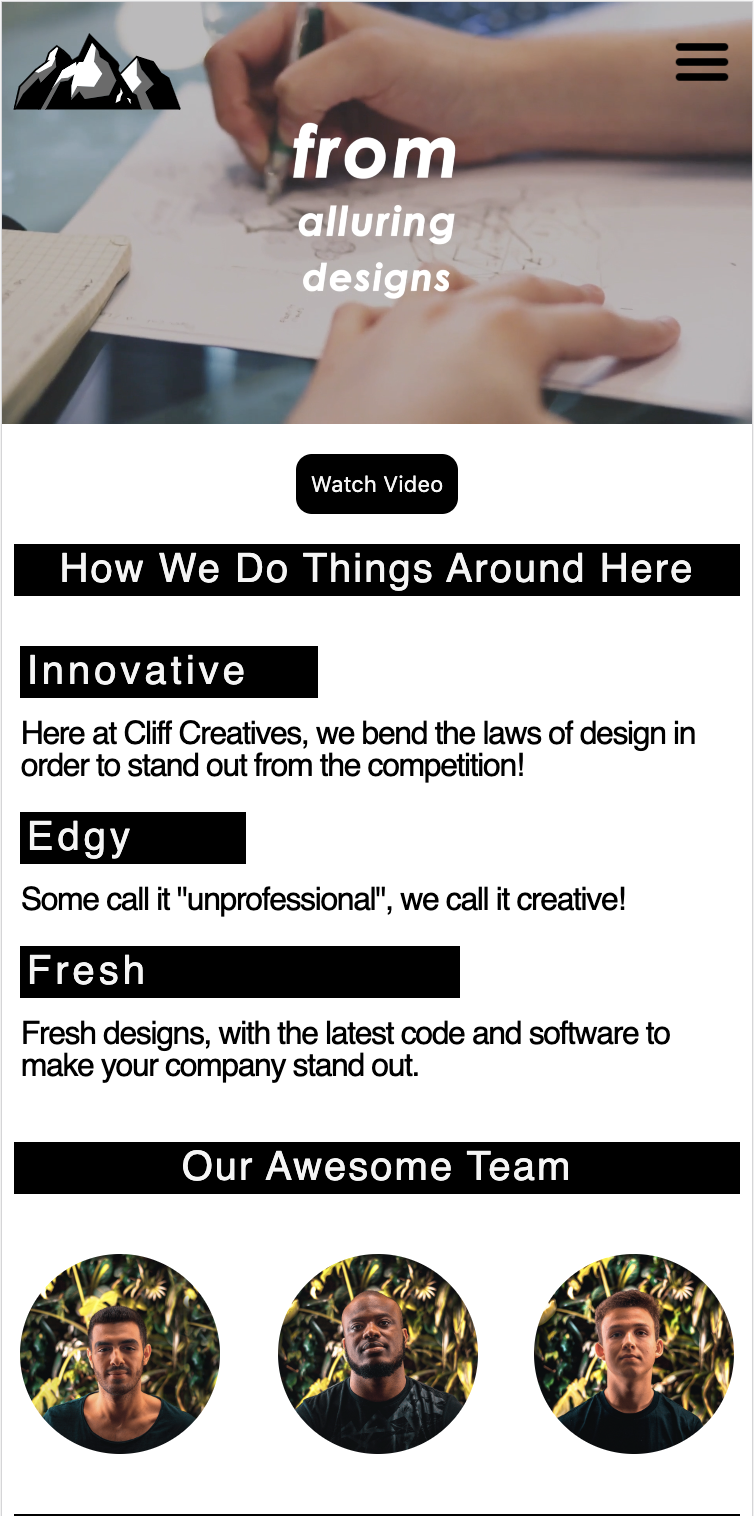 from
alluring
designs
Watch Video
How We Do Things Around Here
Innovative
Here at Cliff Creatives, we bend the laws of design in
order to stand out from the competition!
Edgy
Some call it "unprofessional", we call it creative!
Fresh
Fresh designs, with the latest code and software to
make your company stand out.
Our Awesome Team